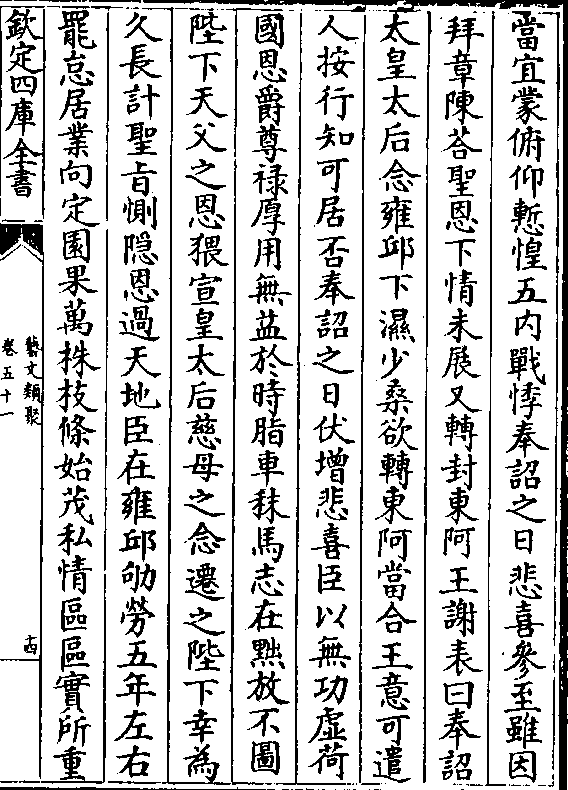 當宜蒙俯仰慙惶五内戰悸奉詔之日悲喜參至雖因
拜章陳荅聖恩下情未展又轉封東阿王謝表曰奉詔
太皇太后念雍邱下濕少桑欲轉東阿當合王意可遣
人按行知可居否奉詔之日伏增悲喜臣以無功虛荷
國恩爵尊禄厚用無益於時脂車秣馬志在黜放不圖
陛下天父之恩猥宣皇太后慈母之念遷之陛下幸為
久長計聖㫖惻隠恩過天地臣在雍邱劬勞五年左右
罷怠居業向定園果萬株枝條始茂私情區區實所重
欽定四庫全書
藝文類聚
卷五十一
十四